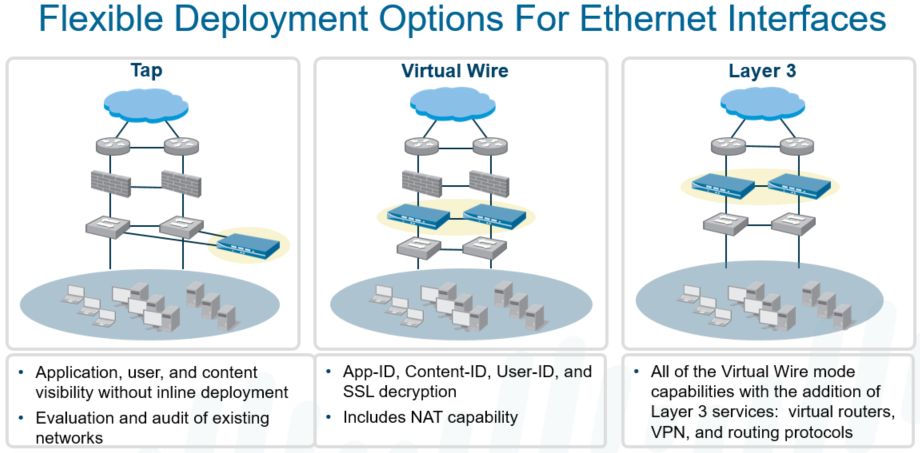 Flexible Deployment Options For Ethernet Interfaces
Tap
Virtual Wire
Layer 3
• Application, user, and content
visibility without inline deployment
• Evaluation and audit of existing
networks
• App-ID, Content-ID, User-ID, and
SSL decryption
• Includes NAT capability
• All of the Virtual Wire mode
capabilities with the addition of
Layer 3 services: virtual routers,
VPN, and routing protocols